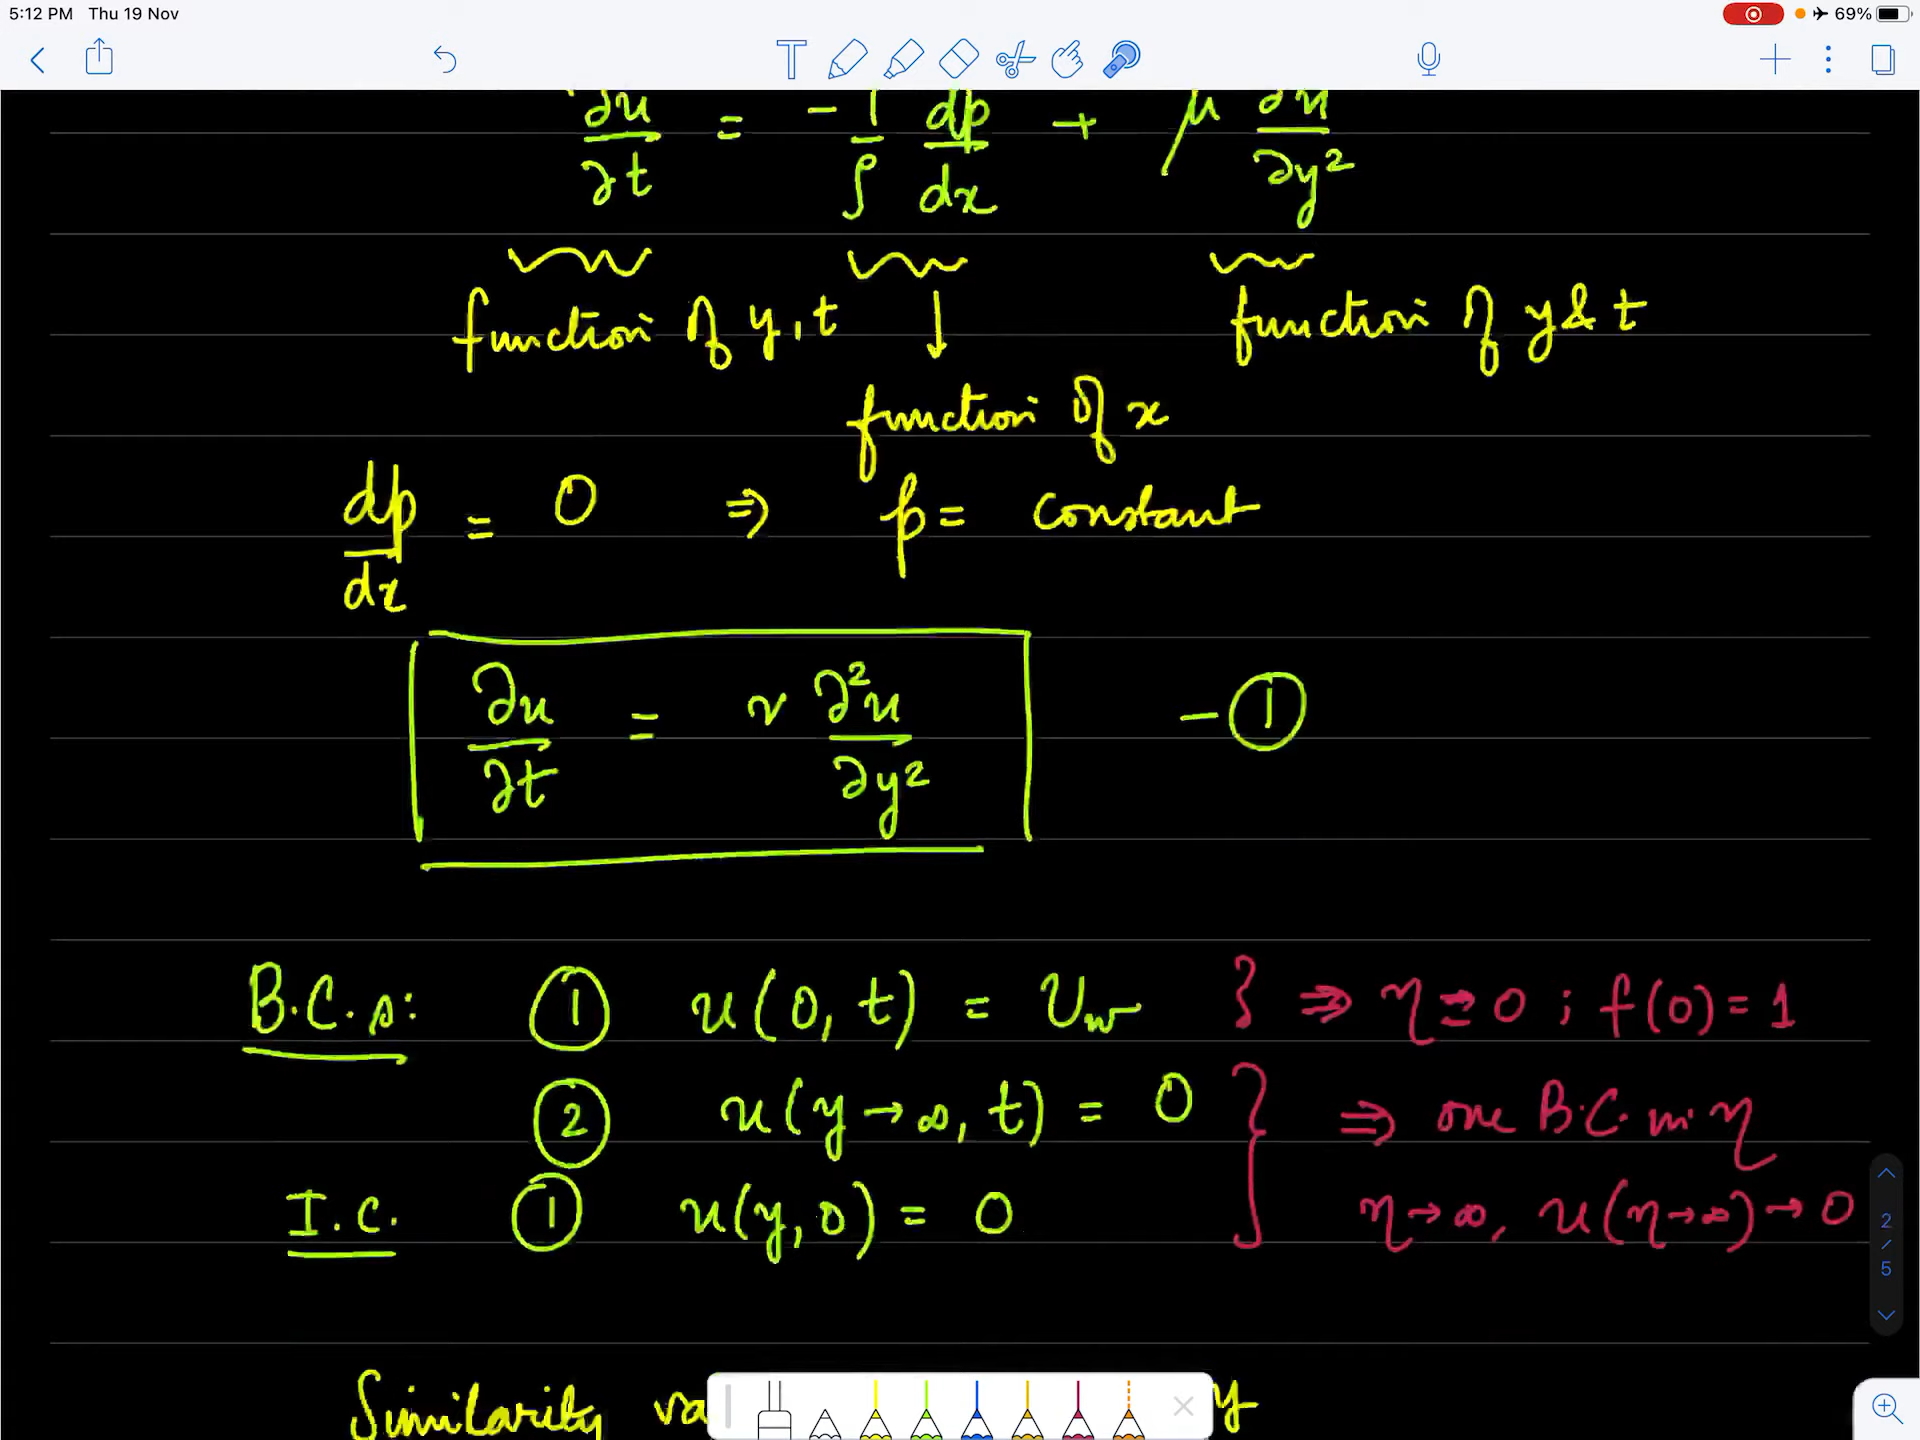 5:12 PM Thu 19 Nov 69%
T
∂u/∂t = - 1/ρ dp/dx + μ ∂u/∂y²
function of y, t
function of y & t
function of x
dp/dx = 0 ⇒ p = constant
∂u/∂t = ν ∂²u/∂y² - ①
B.C.s: ① u(0, t) = Uw } ⇒ η = 0 ; f(0) = 1
② u(y→∞, t) = 0 } ⇒ one B.C. in η
I.C. ① u(y, 0) = 0 η→∞, u(η→∞)→0
2
/
5
Similarity y